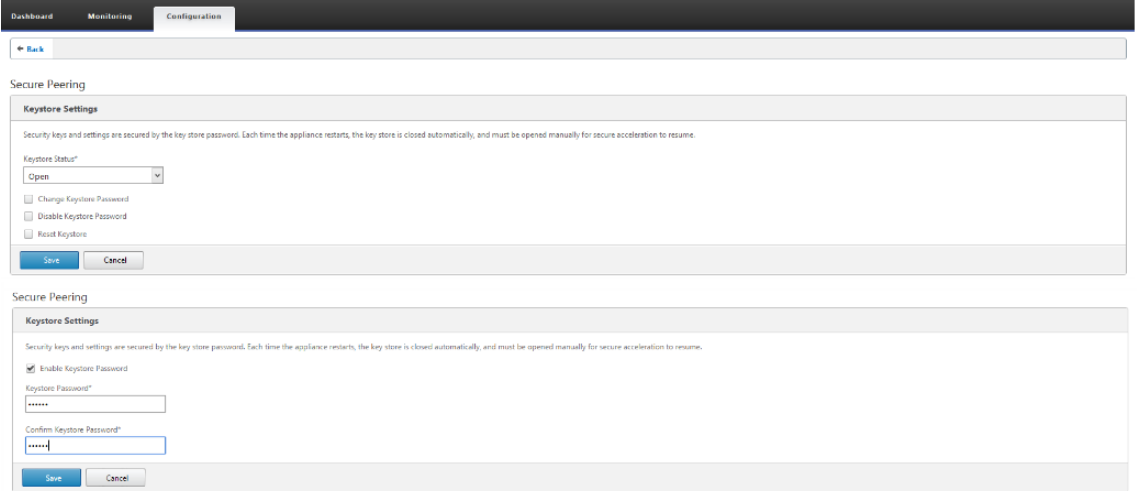 Dashboard Monitoring Configuration
Back
Secure Peering
Keystore Settings
Security keys and settings are secured by the key store password. Each time the appliance restarts, the key store is closed automatically, and must be opened manually for secure acceleration to resume.
Keystore Status*
Open
Change Keystore Password
Disable Keystore Password
Reset Keystore
Save Cancel
Secure Peering
Keystore Settings
Security keys and settings are secured by the key store password. Each time the appliance restarts, the key store is closed automatically, and must be opened manually for secure acceleration to resume.
Enable Keystore Password
Keystore Password*
••••••
Confirm Keystore Password*
••••••
Save Cancel